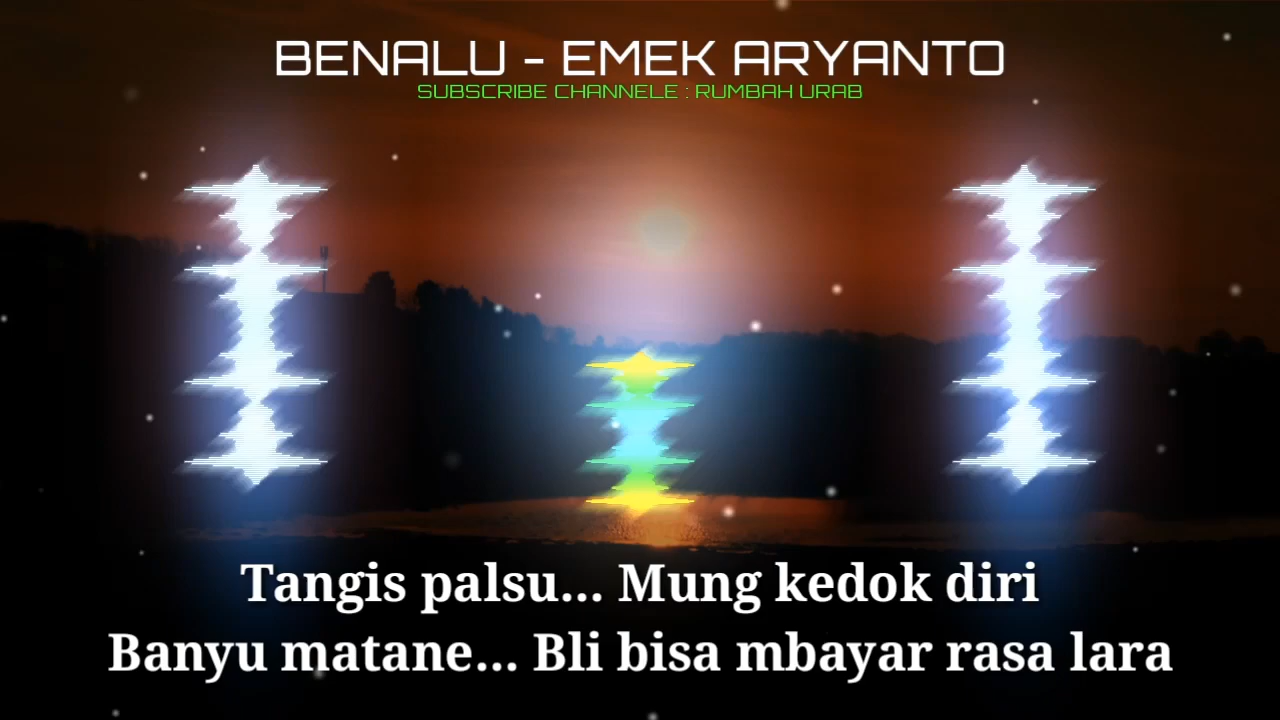 BENALU - EMEK ARYANTO
SUBSCRIBE CHANNELE : RUMBAH URAB
Tangis palsu... Mung kedok diri
Banyu matane... Bli bisa mbayar rasa lara